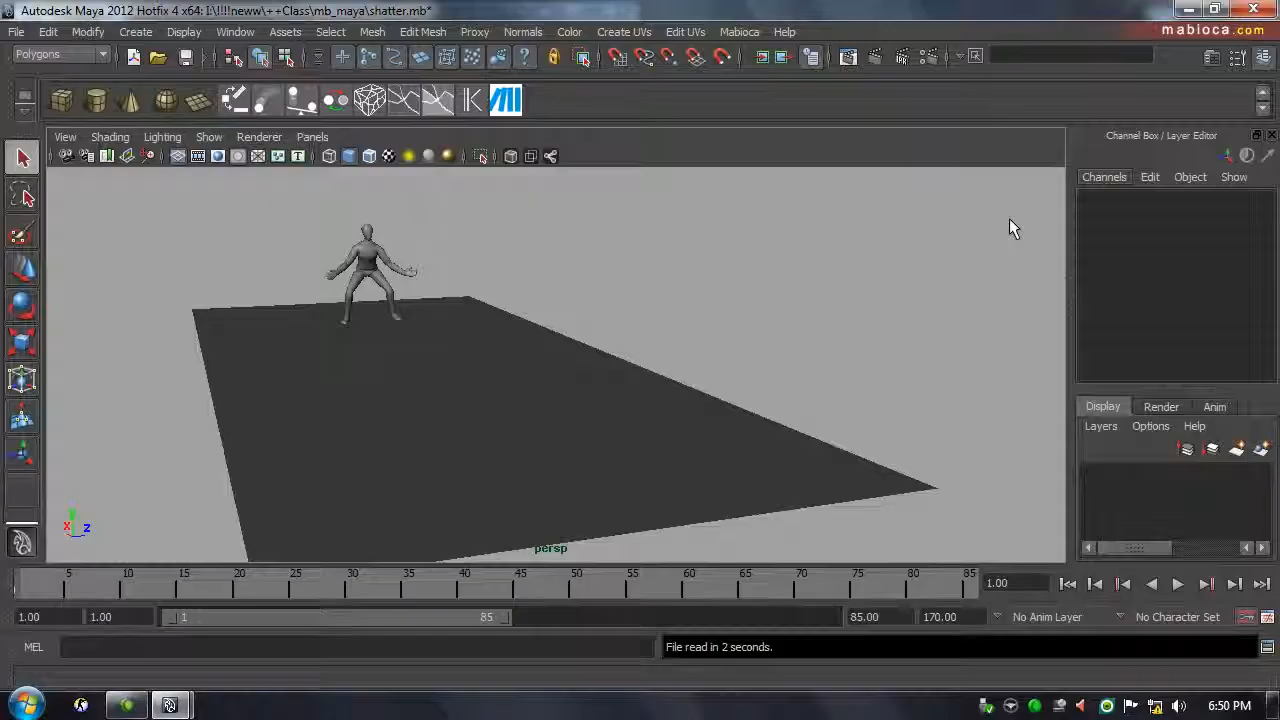 Autodesk Maya 2012 Hotfix 4 x64: I:\!!!!neww\++Class\mb_maya\shatter.mb*
File Edit Modify Create Display Window Assets Select Mesh Edit Mesh Proxy Normals Color Create UVs Edit UVs Mabioca Help
mabioca.com
Polygons
Channel Box / Layer Editor
View Shading Lighting Show Renderer Panels
Channels Edit Object Show
Display Render Anim
Layers Options Help
X Y Z
persp
5 10 15 20 25 30 35 40 45 50 55 60 65 70 75 80 85
1.00
1.00 1.00 1 85 85.00 170.00 No Anim Layer No Character Set
MEL File read in 2 seconds.
6:50 PM